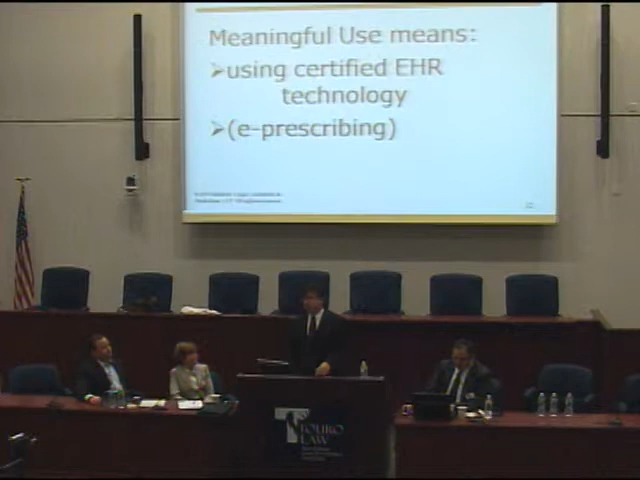 Meaningful Use means:
➢using certified EHR
technology
➢(e-prescribing)
TOURO
LAW